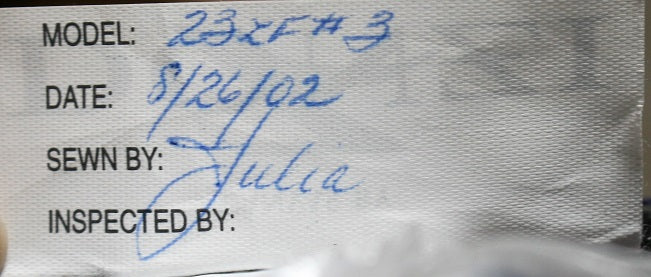 MODEL: 23XF#3
DATE: 8/26/02
SEWN BY: Julia
INSPECTED BY: